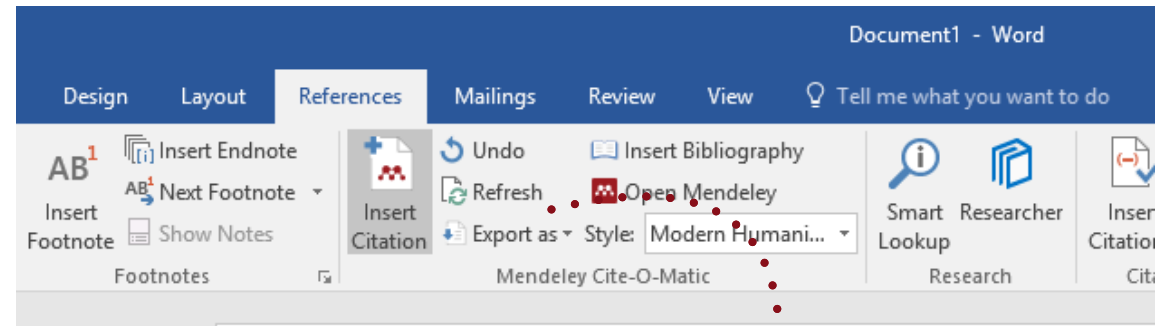 Document1 - Word
Design Layout References Mailings Review View Tell me what you want to do
AB1 Insert Footnote
[i] Insert Endnote
AB1 Next Footnote
Show Notes
Footnotes
Insert Citation
Undo
Refresh
Export as
Insert Bibliography
Open Mendeley
Style: Modern Humani...
Mendeley Cite-O-Matic
Smart Lookup
Researcher
Research
Inser
Citation
Cita